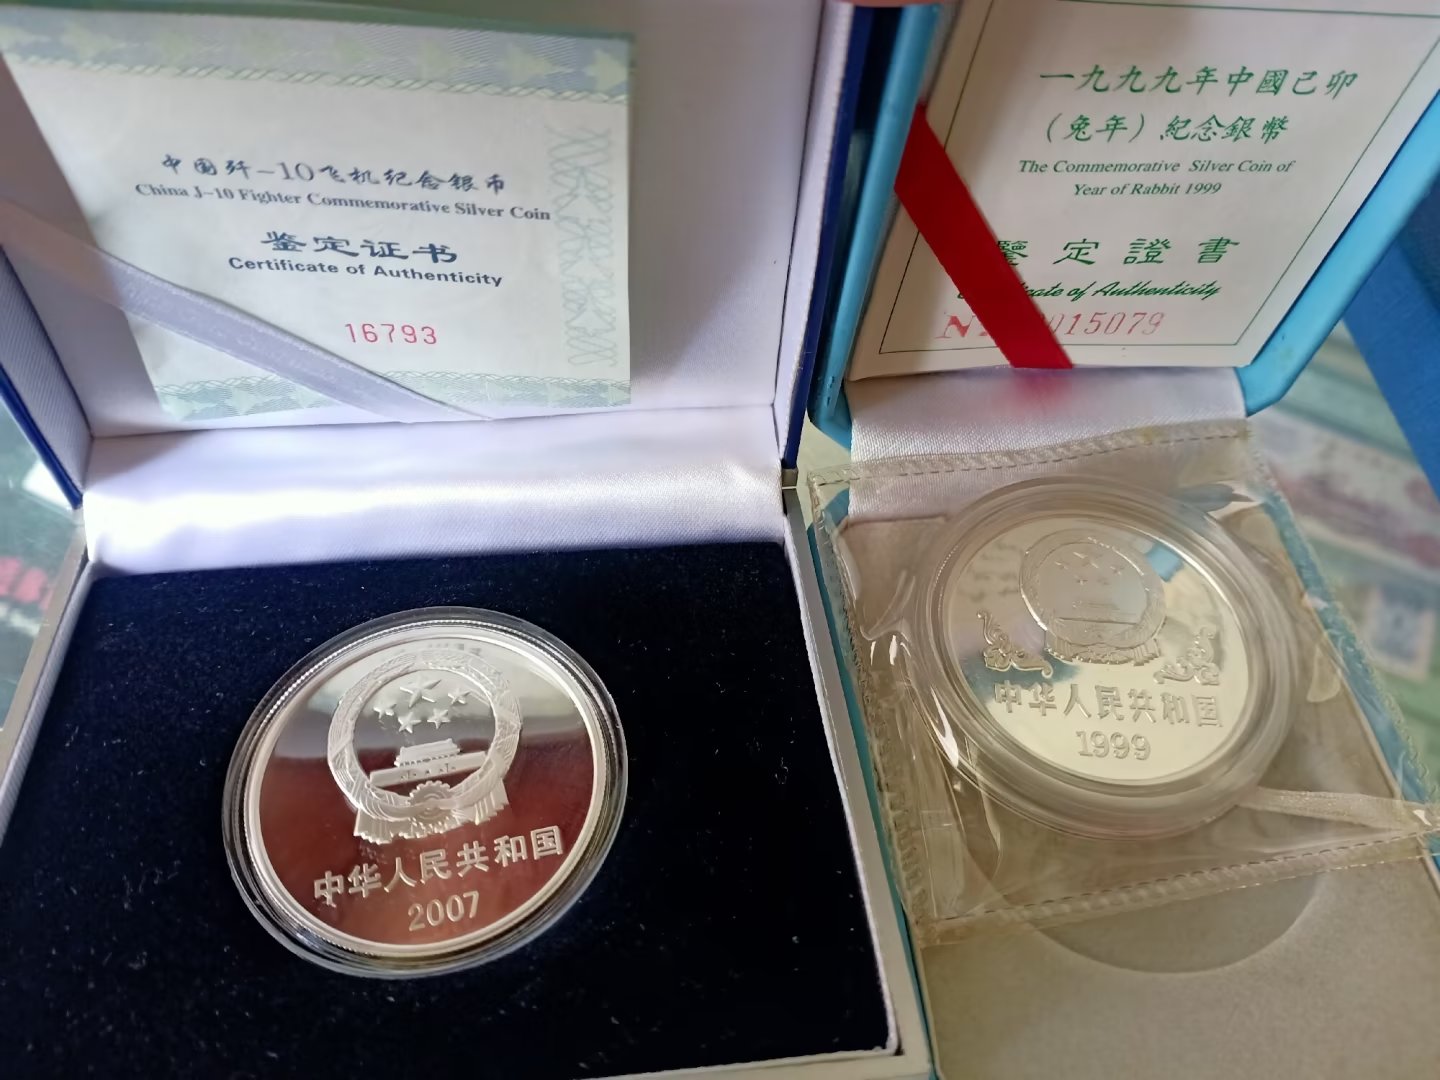 中国歼-10飞机纪念银币
China J-10 Fighter Commemorative Silver Coin
鉴定证书
Certificate of Authenticity
16793
中华人民共和国
2007
一九九九年中國己卯
（兔年）紀念銀幣
The Commemorative Silver Coin of
Year of Rabbit 1999
鑒定證書
of Authenticity
015079
中华人民共和国
1999